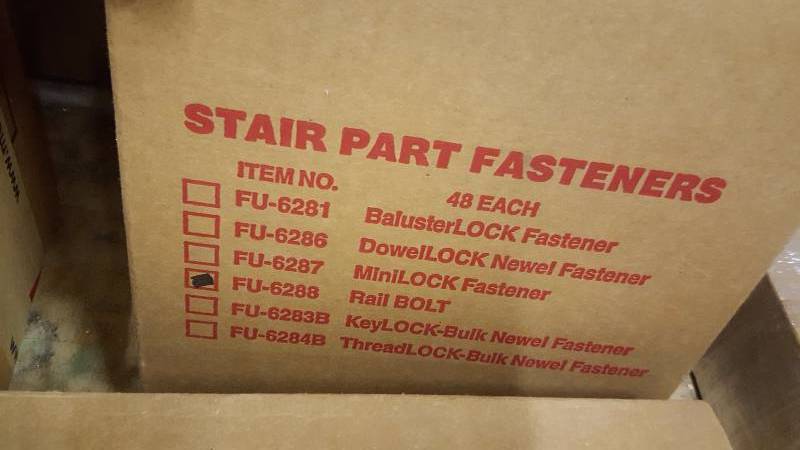 STAIR PART FASTENERS
ITEM NO. 48 EACH
FU-6281 BalusterLOCK Fastener
FU-6286 DowelLOCK Newel Fastener
FU-6287 MiniLOCK Fastener
FU-6288 Rail BOLT
FU-6283B KeyLOCK-Bulk Newel Fastener
FU-6284B ThreadLOCK-Bulk Newel Fastener